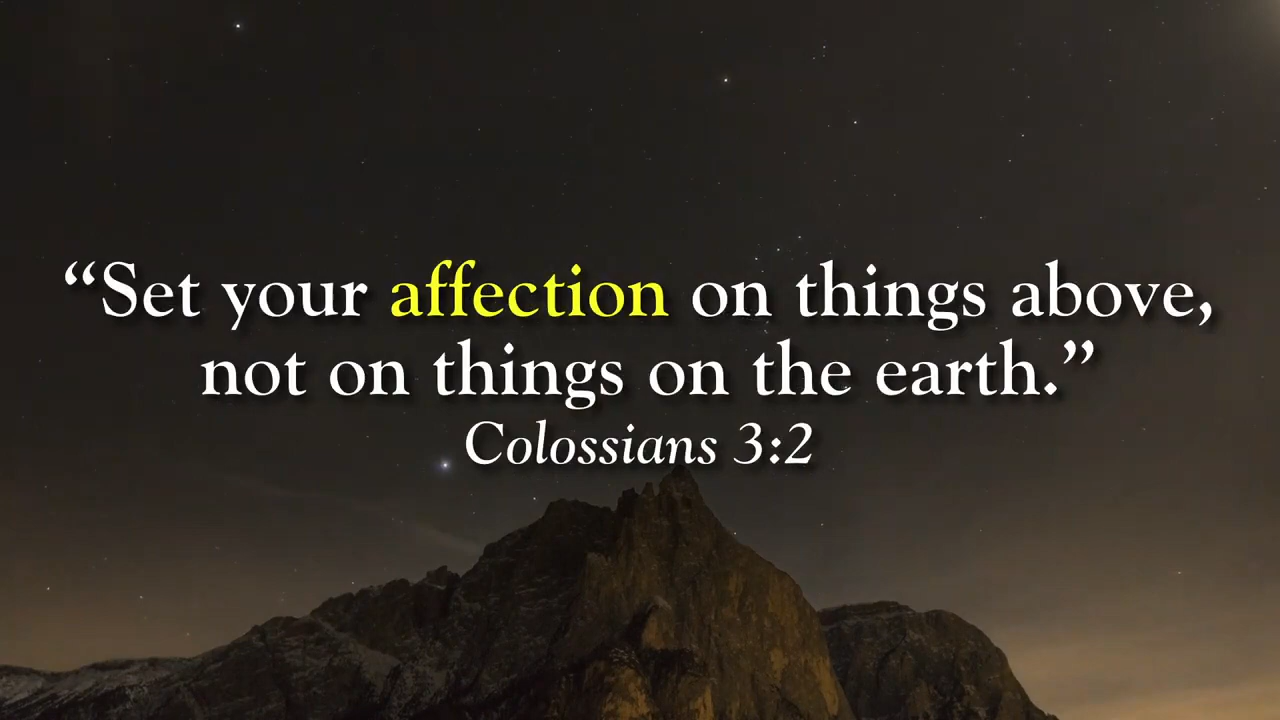 “Set your affection on things above,
not on things on the earth.”
Colossians 3:2